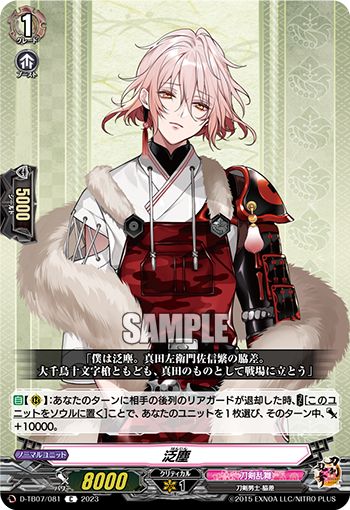 1
グレード
ブースト
5000
シールド
SAMPLE
「僕は泛塵。真田左衛門佐信繁の脇差。
大千鳥十文字槍ともども、真田のものとして戦場に立とう」
自【R】:あなたのターンに相手の後列のリアガードが退却した時、【コスト】[このユ
ニットをソウルに置く]ことで、あなたのユニットを1枚選び、そのターン中、
+10000。
ノーマルユニット
泛塵
刀剣乱舞
パワー
8000
クリティカル
1
刀剣男士/脇差
D-TB07/081 C 2023
©2015 EXNOA LLC/NITRO PLUS